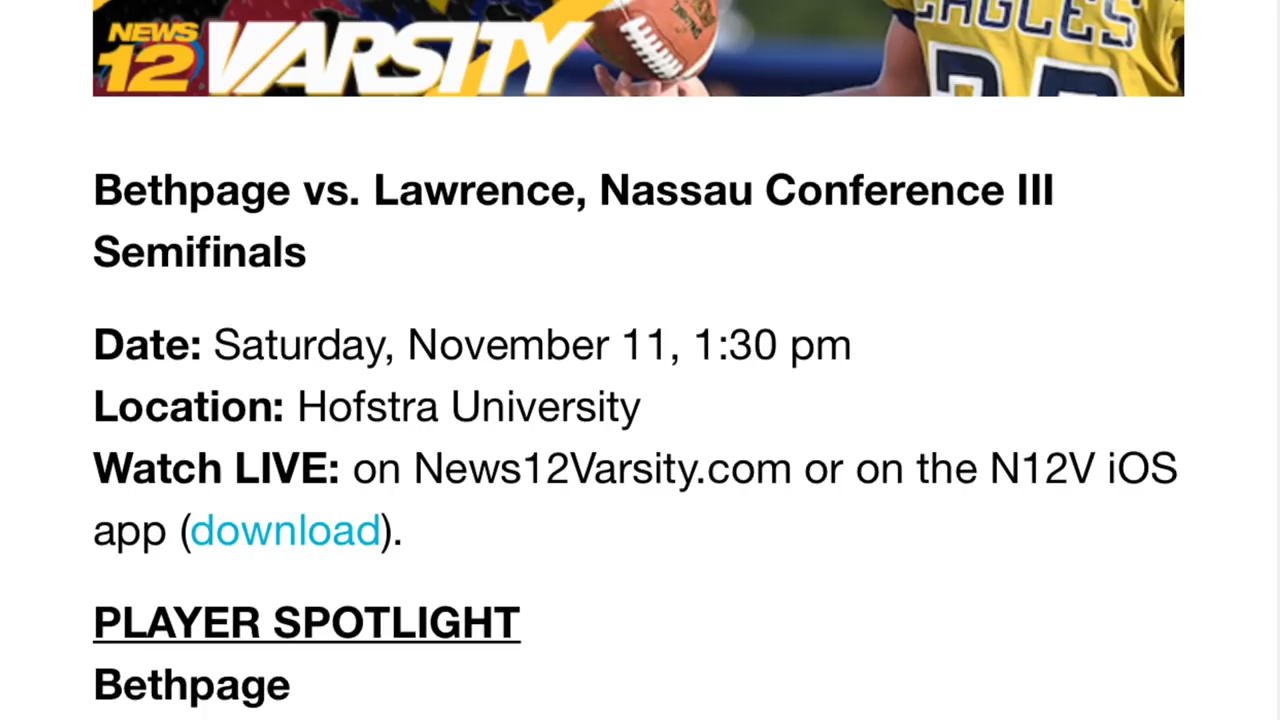 EAGLES
NEWS
12 VARSITY
Bethpage vs. Lawrence, Nassau Conference III
Semifinals
Date: Saturday, November 11, 1:30 pm
Location: Hofstra University
Watch LIVE: on News12Varsity.com or on the N12V iOS
app (download).
PLAYER SPOTLIGHT
Bethpage